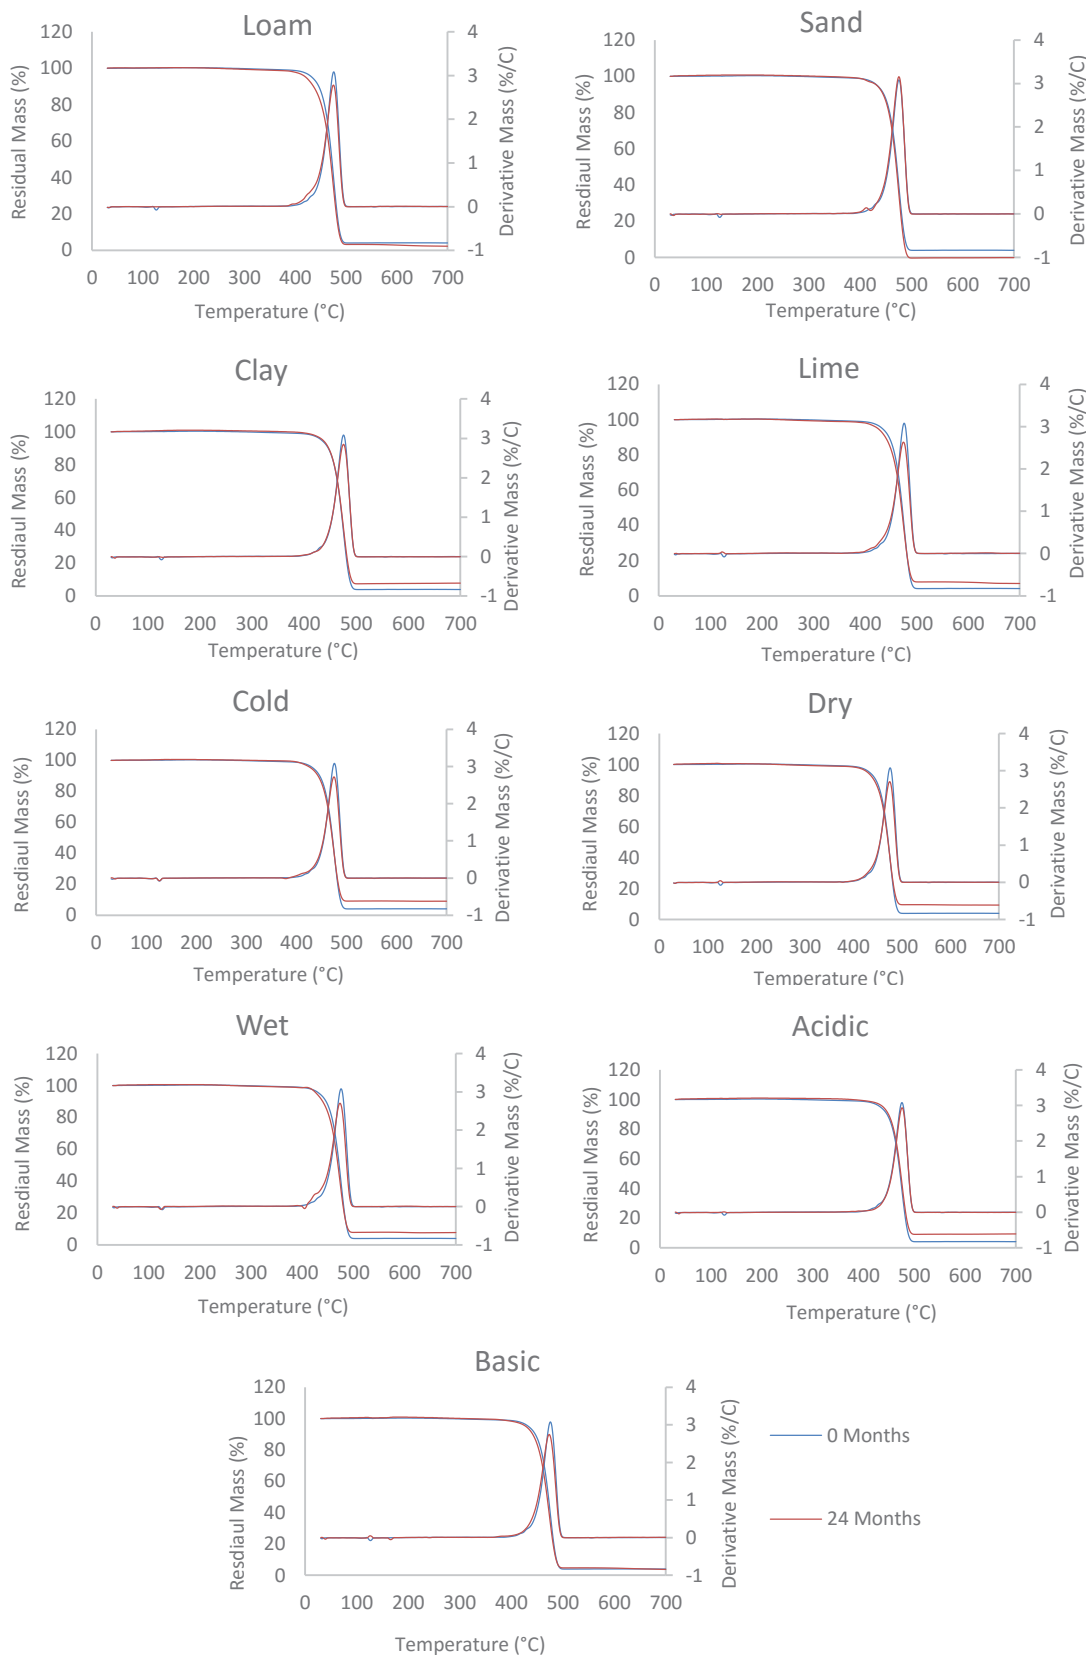 Loam
120
100
80
60
40
20
0
Residual Mass (%)
4
3
2
1
0
-1
Derivative Mass (%/C)
0 100 200 300 400 500 600 700
Temperature (°C)
Sand
120
100
80
60
40
20
0
Resdiaul Mass (%)
4
3
2
1
0
-1
Derivative Mass (%/C)
0 100 200 300 400 500 600 700
Temperature (°C)
Clay
120
100
80
60
40
20
0
Resdiaul Mass (%)
4
3
2
1
0
-1
Derivative Mass (%/C)
0 100 200 300 400 500 600 700
Temperature (°C)
Lime
120
100
80
60
40
20
0
Resdiaul Mass (%)
4
3
2
1
0
-1
Derivative Mass (%/C)
0 100 200 300 400 500 600 700
Temperature (°C)
Cold
120
100
80
60
40
20
0
Resdiaul Mass (%)
4
3
2
1
0
-1
Derivative Mass (%/C)
0 100 200 300 400 500 600 700
Temperature (°C)
Dry
120
100
80
60
40
20
0
Resdiaul Mass (%)
4
3
2
1
0
-1
Derivative Mass (%/C)
0 100 200 300 400 500 600 700
Temperature (°C)
Wet
120
100
80
60
40
20
0
Resdiaul Mass (%)
4
3
2
1
0
-1
Derivative Mass (%/C)
0 100 200 300 400 500 600 700
Temperature (°C)
Acidic
120
100
80
60
40
20
0
Resdiaul Mass (%)
4
3
2
1
0
-1
Derivative Mass (%/C)
0 100 200 300 400 500 600 700
Temperature (°C)
Basic
120
100
80
60
40
20
0
Resdiaul Mass (%)
4
3
2
1
0
-1
Derivative Mass (%/C)
0 100 200 300 400 500 600 700
Temperature (°C)
0 Months
24 Months